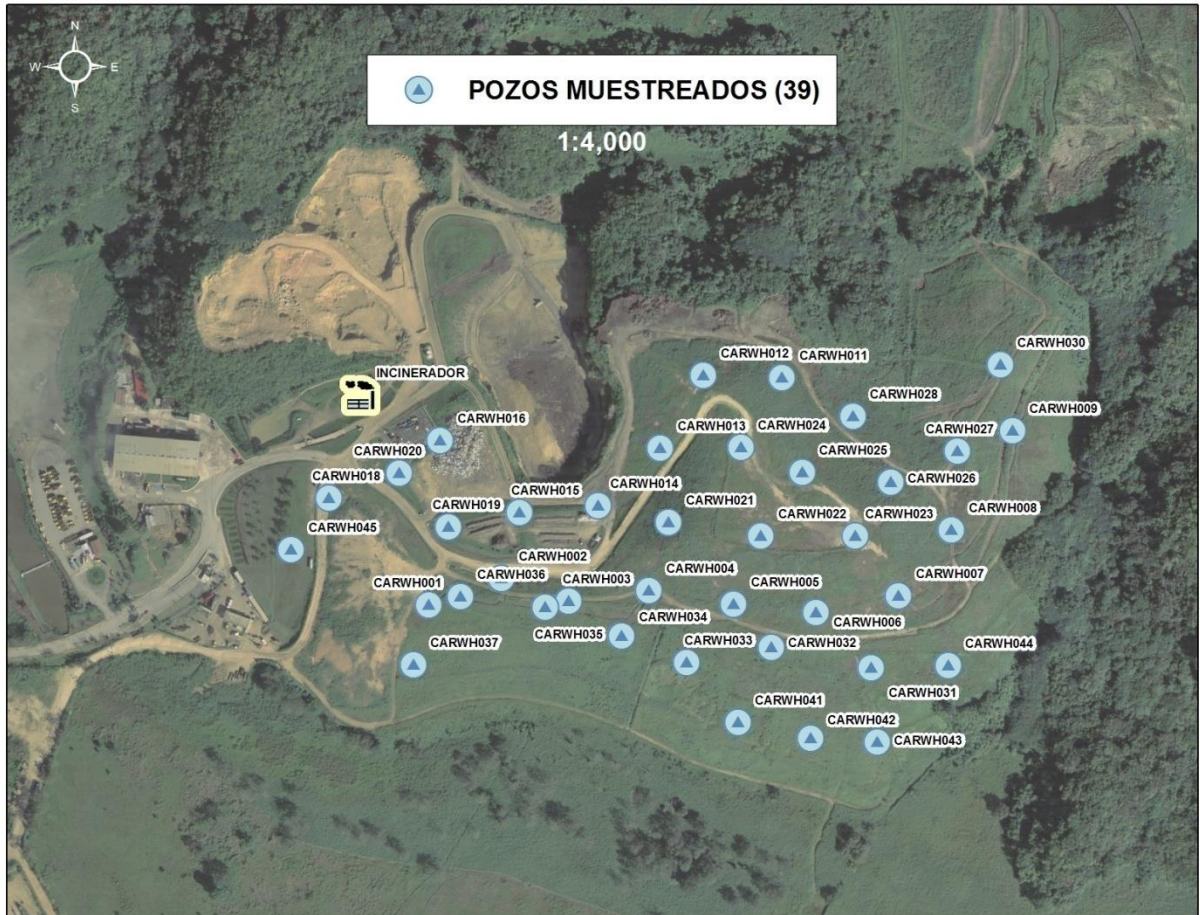 N
W E
S
POZOS MUESTREADOS (39)
1:4,000
CARWH030
CARWH012
CARWH011
INCINERADOR
CARWH028
CARWH009
CARWH016
CARWH024
CARWH013
CARWH027
CARWH020
CARWH025
CARWH018
CARWH026
CARWH015
CARWH014
CARWH019
CARWH021
CARWH008
CARWH022
CARWH023
CARWH045
CARWH002
CARWH004
CARWH036
CARWH007
CARWH001
CARWH003
CARWH005
CARWH034
CARWH006
CARWH035
CARWH033
CARWH032
CARWH044
CARWH037
CARWH031
CARWH041
CARWH042
CARWH043